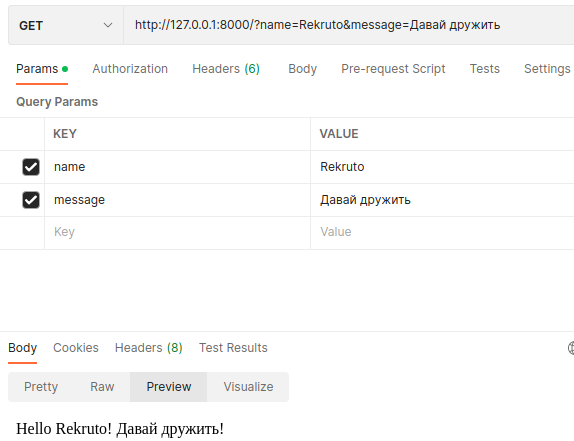 GET http://127.0.0.1:8000/?name=Rekruto&message=Давай дружить
Params Authorization Headers (6) Body Pre-request Script Tests Settings
Query Params
KEY VALUE
name Rekruto
message Давай дружить
Key Value
Body Cookies Headers (8) Test Results
Pretty Raw Preview Visualize
Hello Rekruto! Давай дружить!